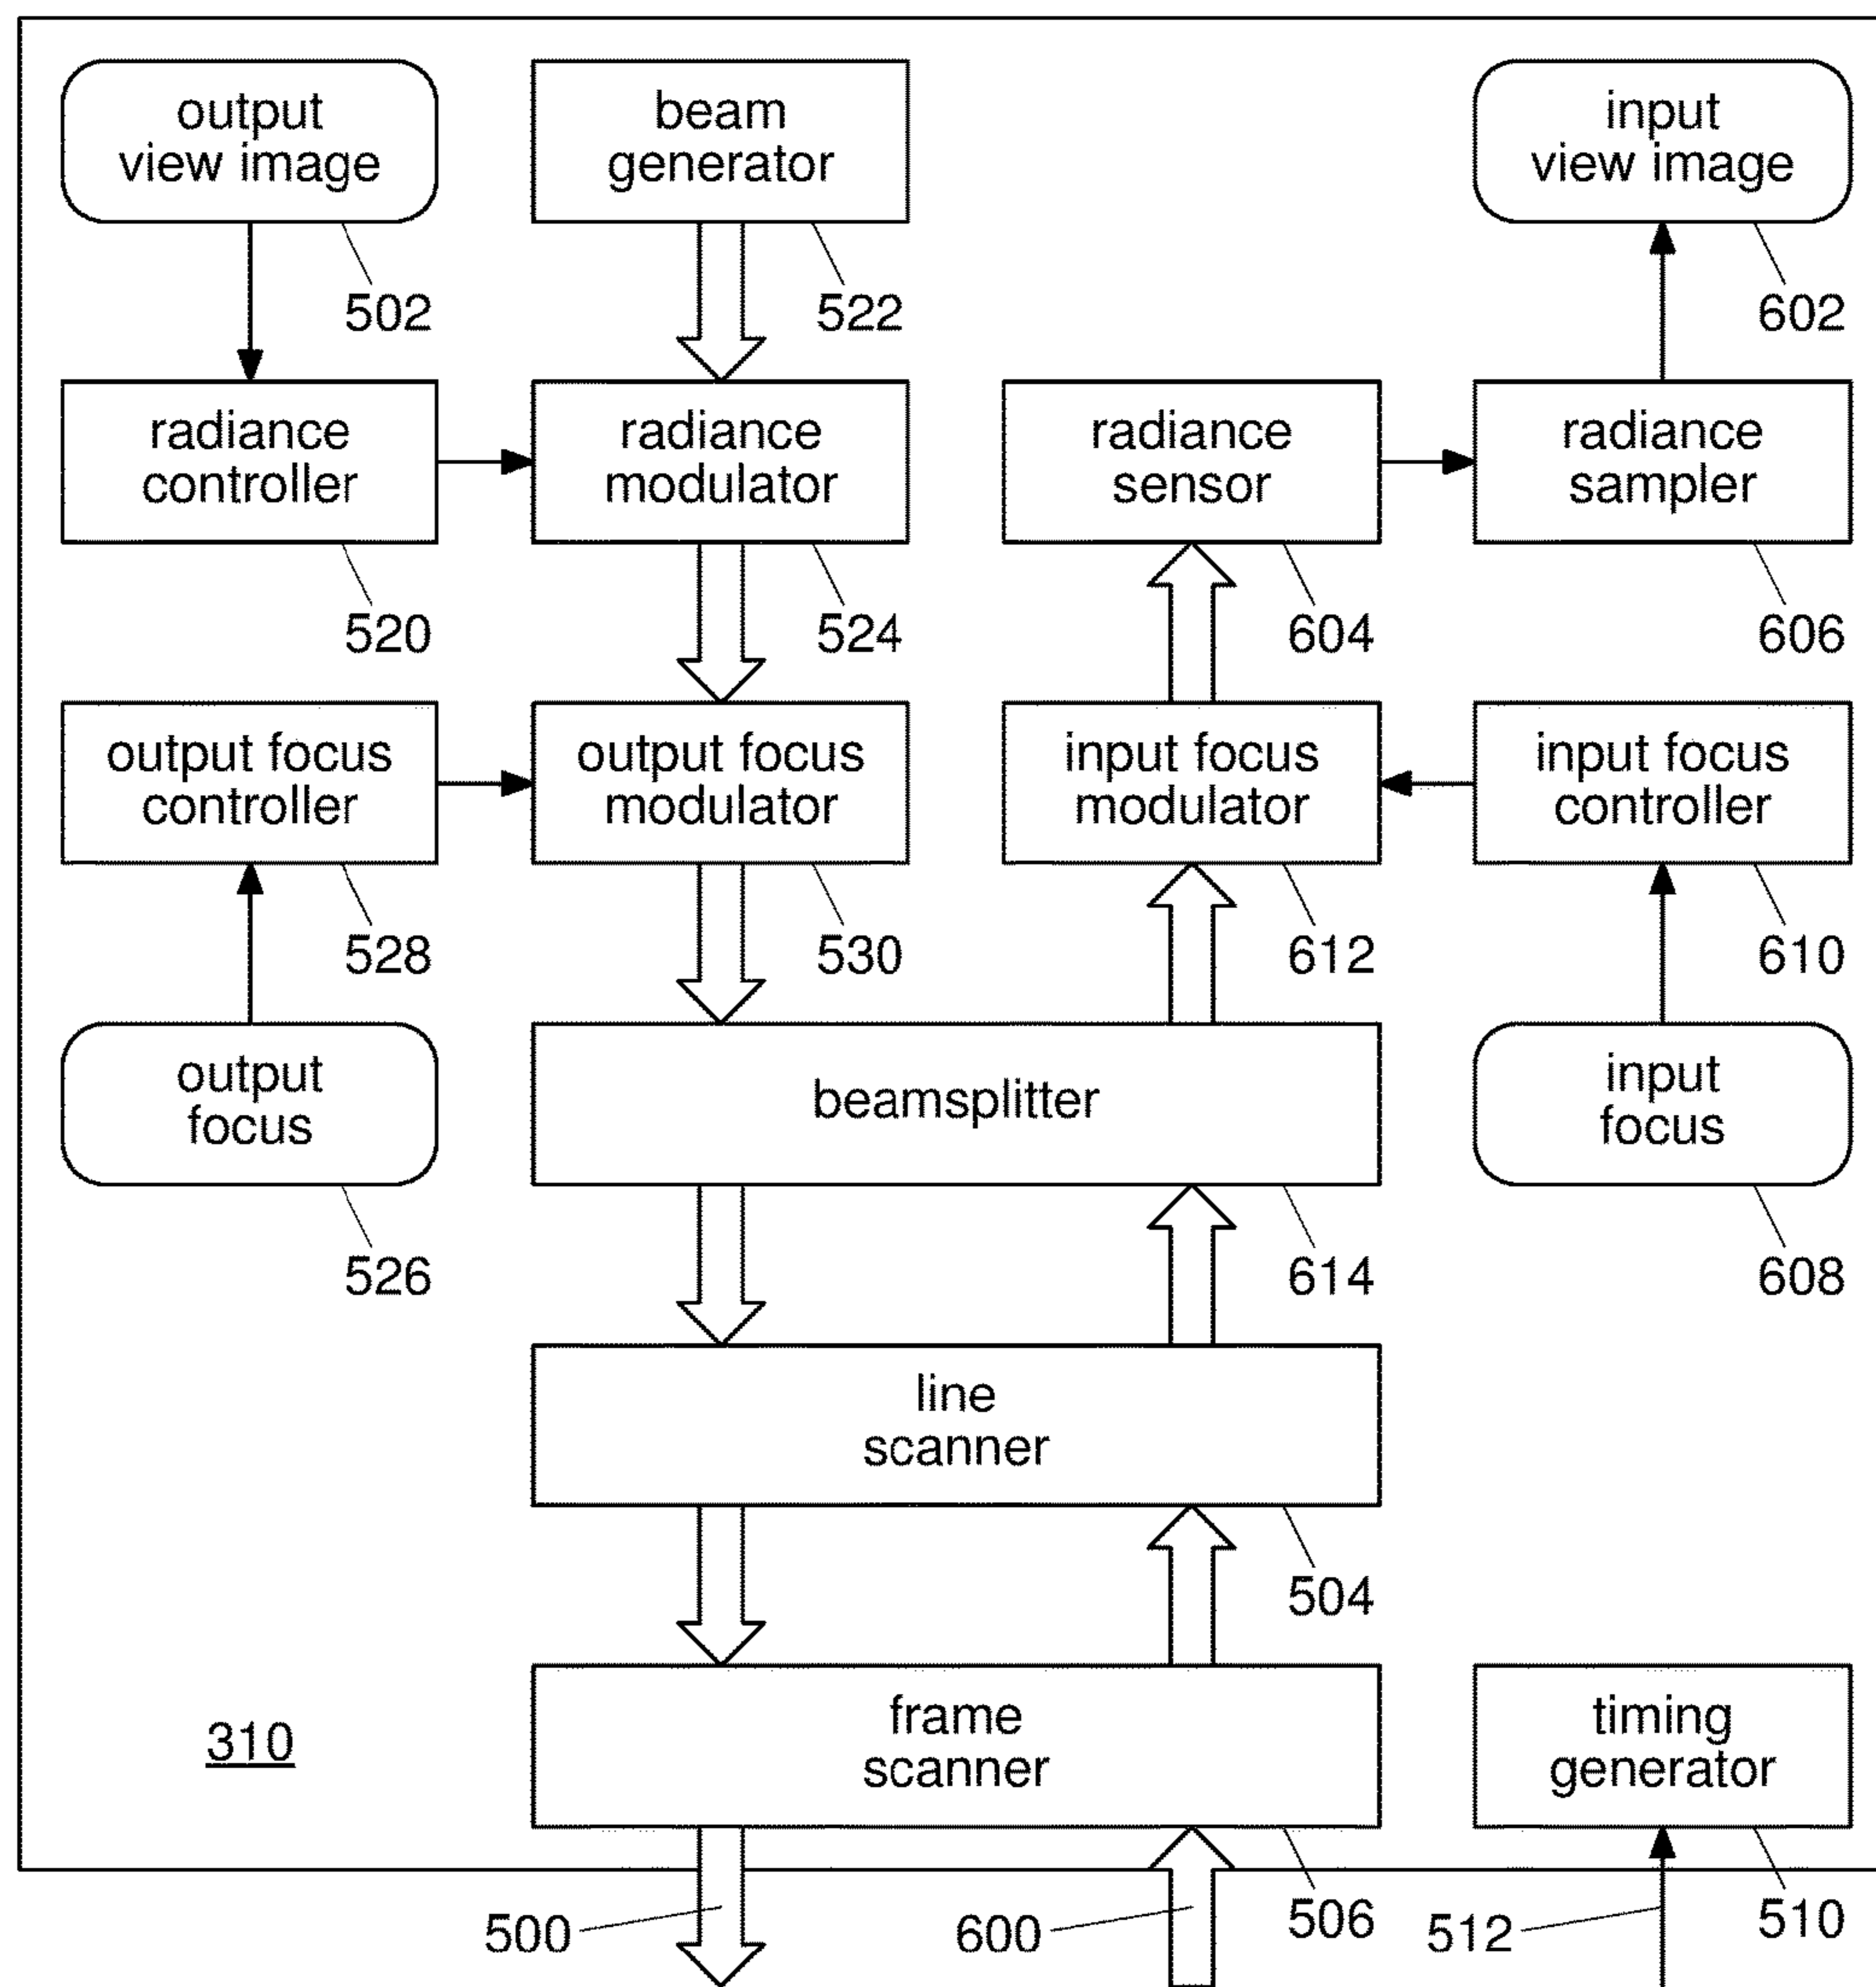 output
view image
502
beam
generator
522
input
view image
602
radiance
controller
520
radiance
modulator
524
radiance
sensor
604
radiance
sampler
606
output focus
controller
528
output focus
modulator
530
input focus
modulator
612
input focus
controller
610
output
focus
526
beamsplitter
614
input
focus
608
line
scanner
504
310
frame
scanner
506
timing
generator
510
500
600
512